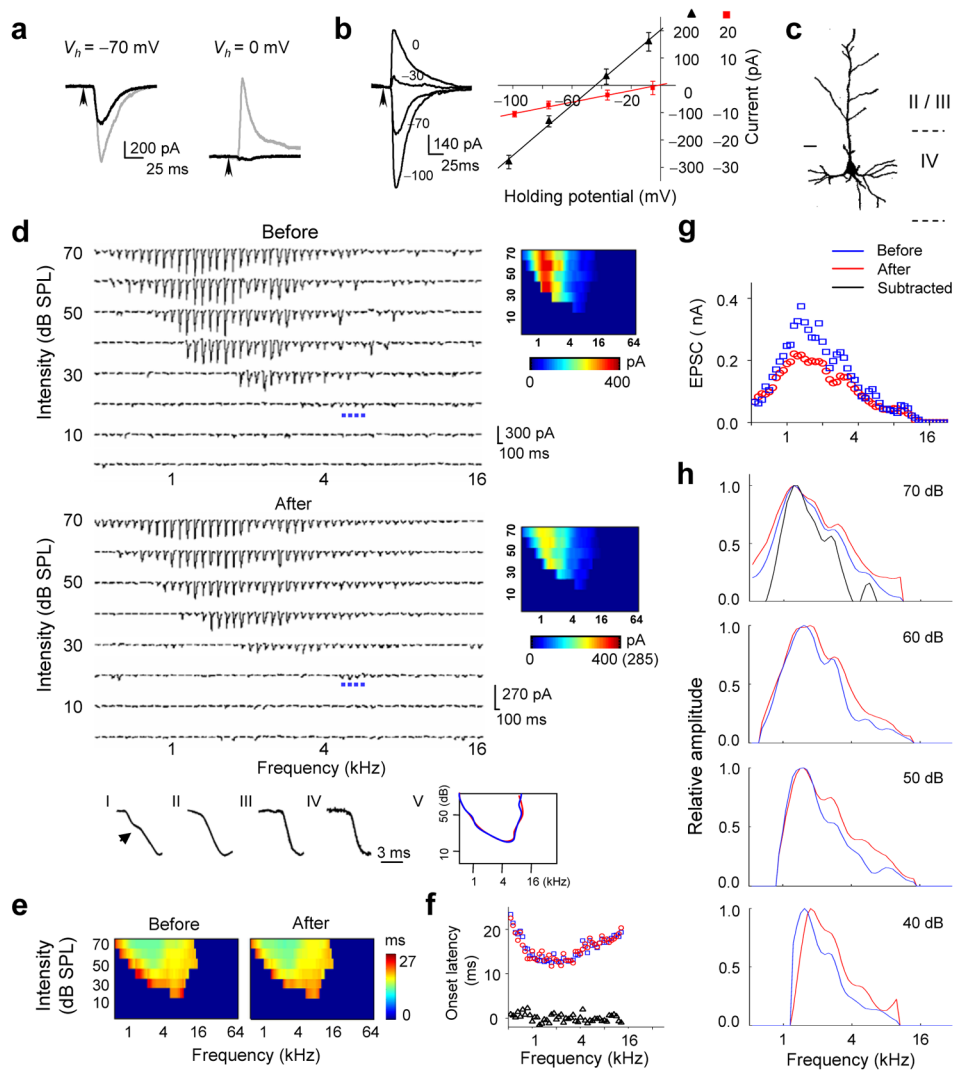 a
Vh = −70 mV
Vh = 0 mV
200 pA
25 ms
b
0
−30
−70
−100
140 pA
25ms
200 20
100 10
0 0
−100 −10
−200 −20
−300 −30
−100 −60 −20
Current (pA)
Holding potential (mV)
c
II / III
IV
d
Before
Intensity (dB SPL)
70
50
30
10
1 4 16
300 pA
100 ms
70
50
30
10
1 4 16 64
pA
0 400
After
Intensity (dB SPL)
70
50
30
10
1 4 16
Frequency (kHz)
270 pA
100 ms
70
50
30
10
1 4 16 64
pA
0 400 (285)
I II III IV V
3 ms
50 (dB)
10
1 4 16 (kHz)
e
Before After
Intensity
(dB SPL)
70
50
30
10
1 4 16 64 1 4 16 64
Frequency (kHz)
ms
27
0
f
Onset latency
(ms)
20
10
0
1 4 16 64
Frequency (kHz)
g
Before
After
Subtracted
EPSC ( nA)
0.4
0.2
0.0
1 4 16
h
Relative amplitude
70 dB
1.0
0.5
0.0
60 dB
1.0
0.5
0.0
50 dB
1.0
0.5
0.0
40 dB
1.0
0.5
0.0
1 4 16
Frequency (kHz)